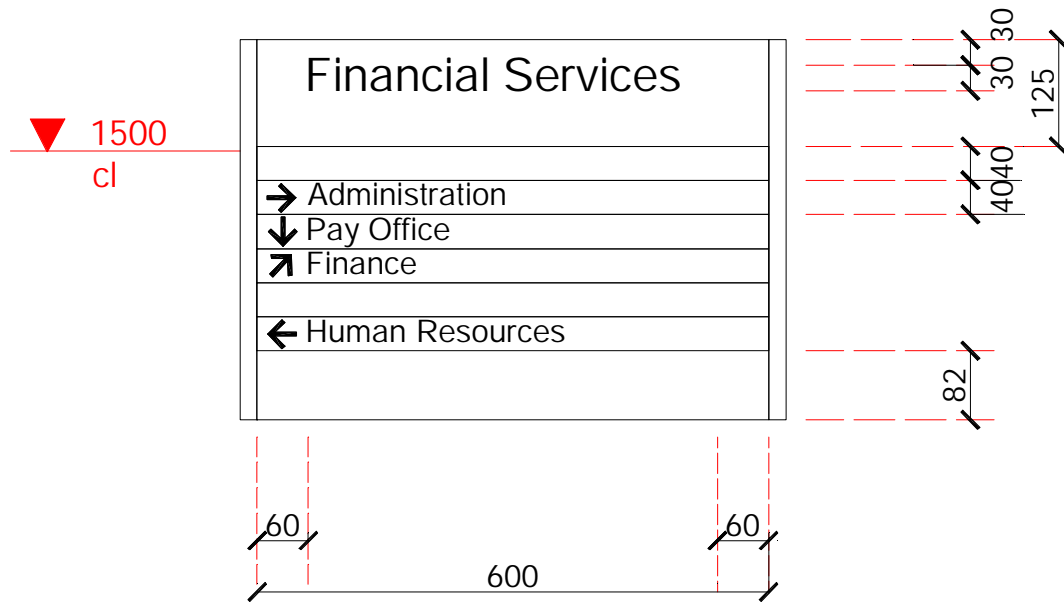 Financial Services
30
30
125
1500
cl
40
40
Administration
Pay Office
Finance
Human Resources
82
60
60
600